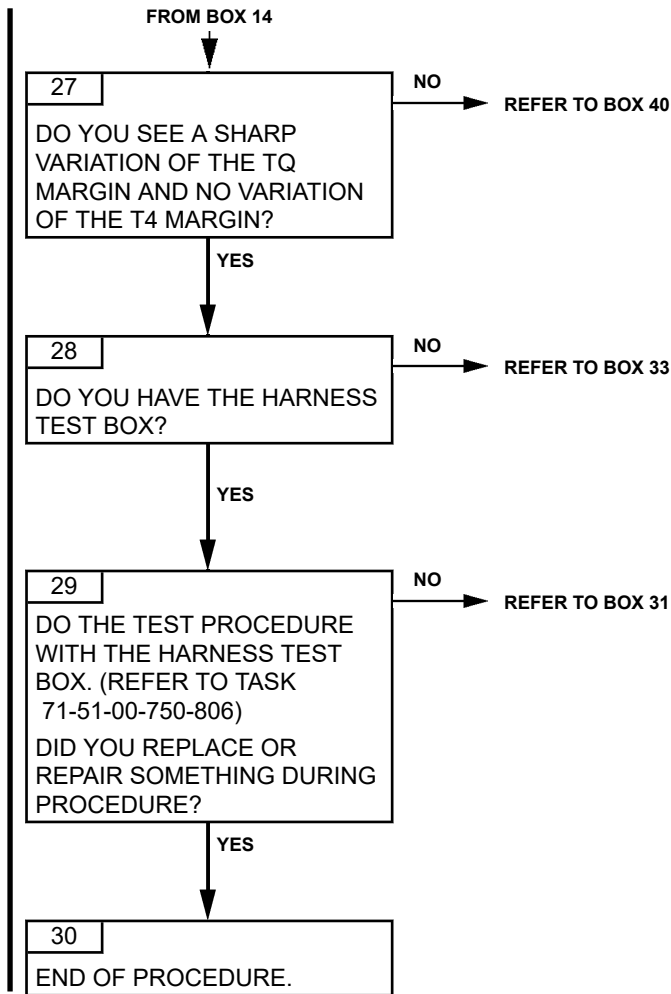 FROM BOX 14
27
NO
REFER TO BOX 40
DO YOU SEE A SHARP
VARIATION OF THE TQ
MARGIN AND NO VARIATION
OF THE T4 MARGIN?
YES
28
NO
REFER TO BOX 33
DO YOU HAVE THE HARNESS
TEST BOX?
YES
29
NO
REFER TO BOX 31
DO THE TEST PROCEDURE
WITH THE HARNESS TEST
BOX. (REFER TO TASK
71-51-00-750-806)
DID YOU REPLACE OR
REPAIR SOMETHING DURING
PROCEDURE?
YES
30
END OF PROCEDURE.